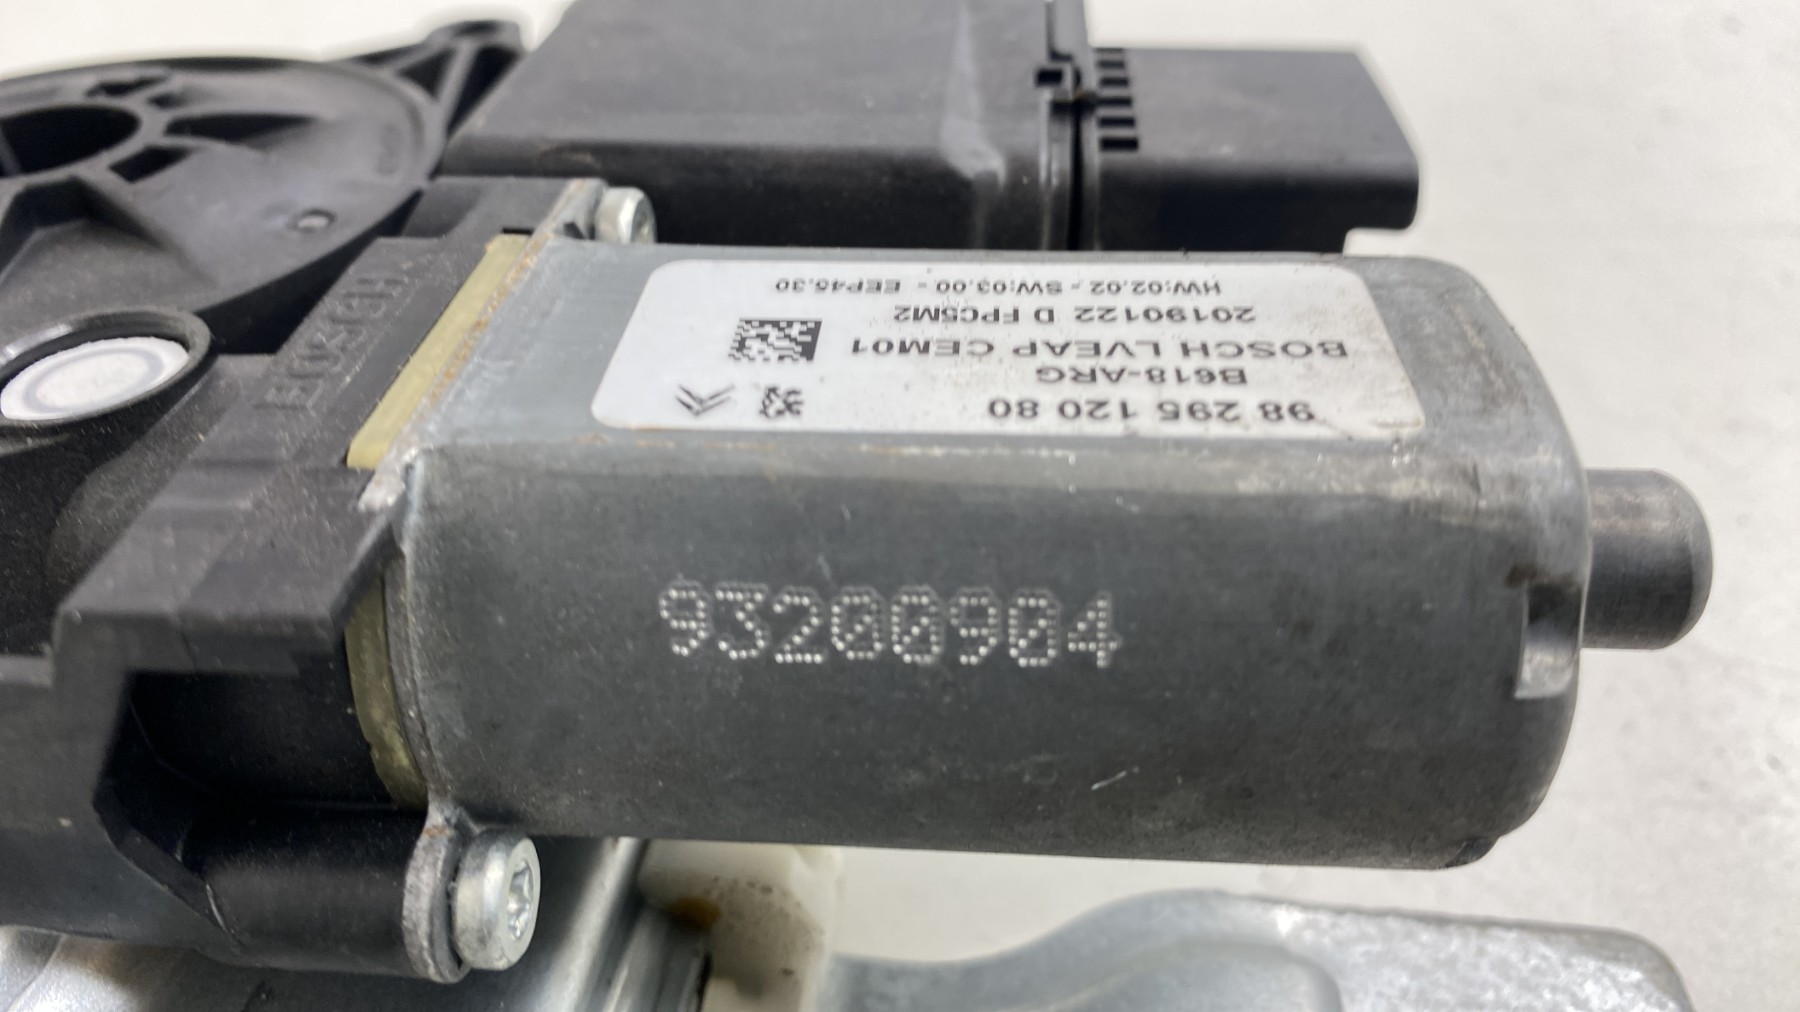 98 295 120 80
B618-ARG
BOSCH LVEAP CEM01
20190122 D FPC5M2
HW:02.02 - SW:03.00 - EEP45.30
93200904
BOSCH